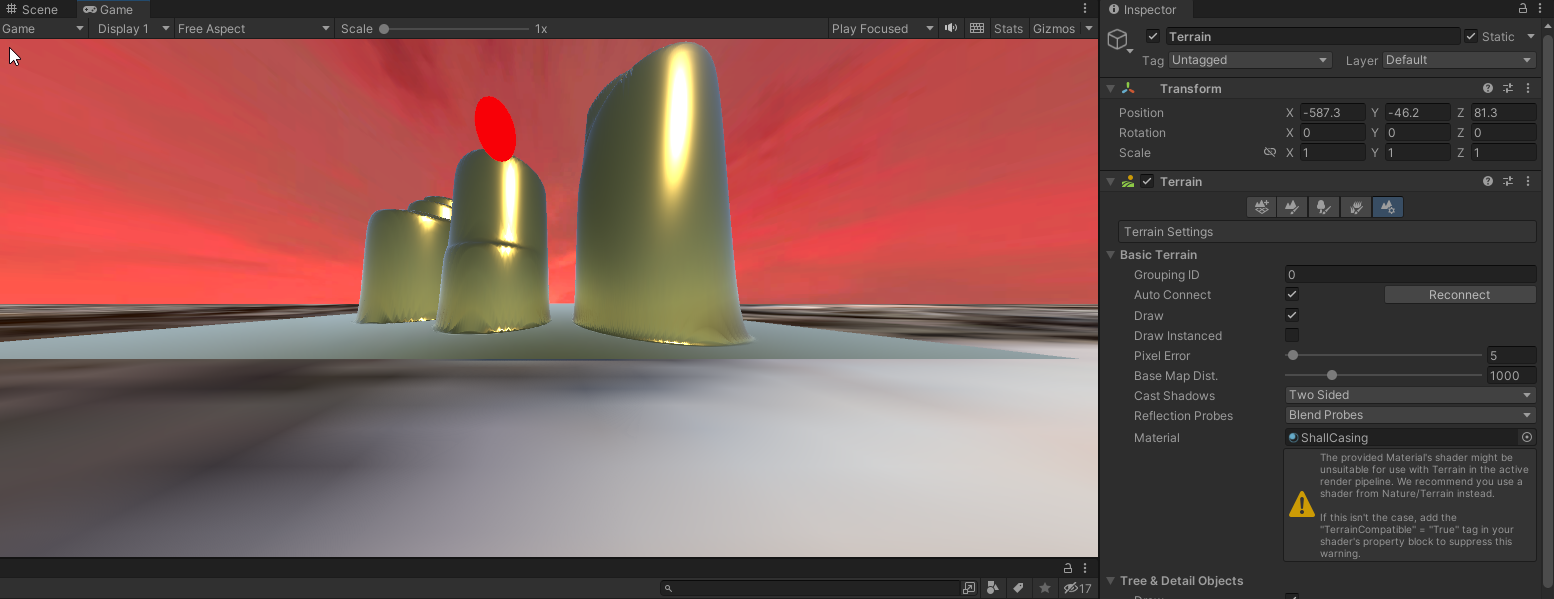 Scene
Game
Game
Display 1
Free Aspect
Scale
1x
Play Focused
Stats
Gizmos
17
Inspector
Terrain
Static
Tag
Untagged
Layer
Default
Transform
Position
X
-587.3
Y
-46.2
Z
81.3
Rotation
X
0
Y
0
Z
0
Scale
X
1
Y
1
Z
1
Terrain
Terrain Settings
Basic Terrain
Grouping ID
0
Auto Connect
Reconnect
Draw
Draw Instanced
Pixel Error
5
Base Map Dist.
1000
Cast Shadows
Two Sided
Reflection Probes
Blend Probes
Material
ShallCasing
The provided Material's shader might be
unsuitable for use with Terrain in the active
render pipeline. We recommend you use a
shader from Nature/Terrain instead.
If this isn't the case, add the
"TerrainCompatible" = "True" tag in your
shader's property block to suppress this
warning.
Tree & Detail Objects